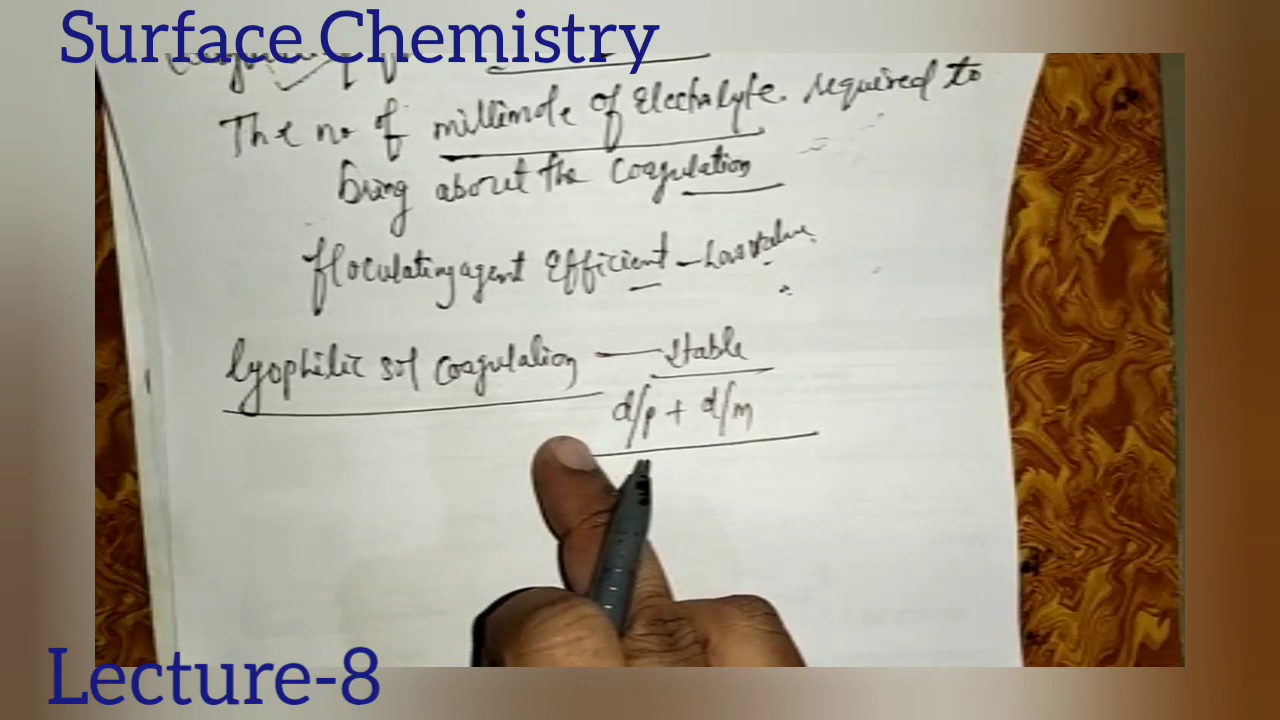 Surface Chemistry
The no of millimole of Electrolyte. required to
bring about the Coagulation
floculating agent Efficient - Low value.
lyophilic sol Coagulation — Stable
d/p + d/m
Lecture-8